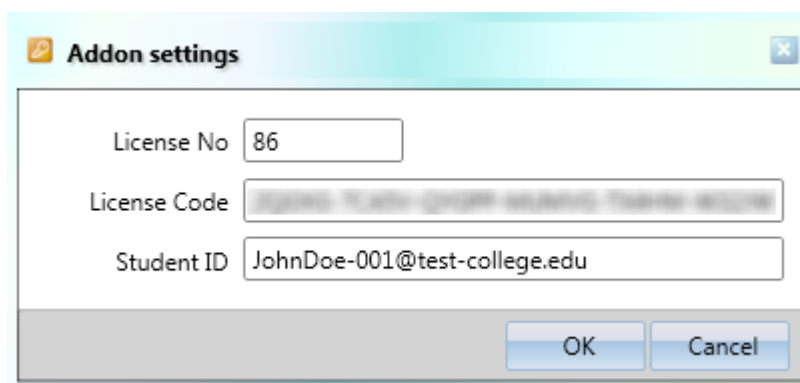 Addon settings
License No 86
License Code
Student ID JohnDoe-001@test-college.edu
OK Cancel